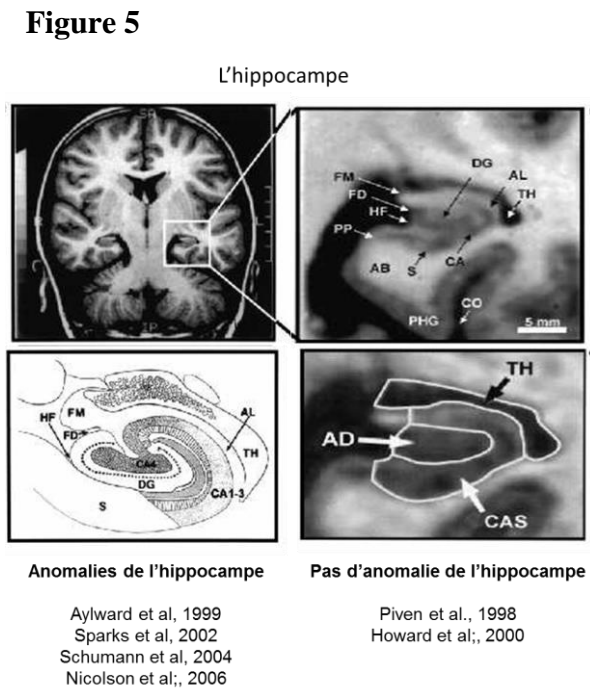 Figure 5
L'hippocampe
FM
FD
HF
PP
AB
S
DG
AL
TH
CA
CO
PHG
5 mm
HF
FM
FD
CA4
DG
S
AL
TH
CA1-3
TH
AD
CAS
Anomalies de l'hippocampe
Aylward et al, 1999
Sparks et al, 2002
Schumann et al, 2004
Nicolson et al;, 2006
Pas d'anomalie de l'hippocampe
Piven et al., 1998
Howard et al;, 2000